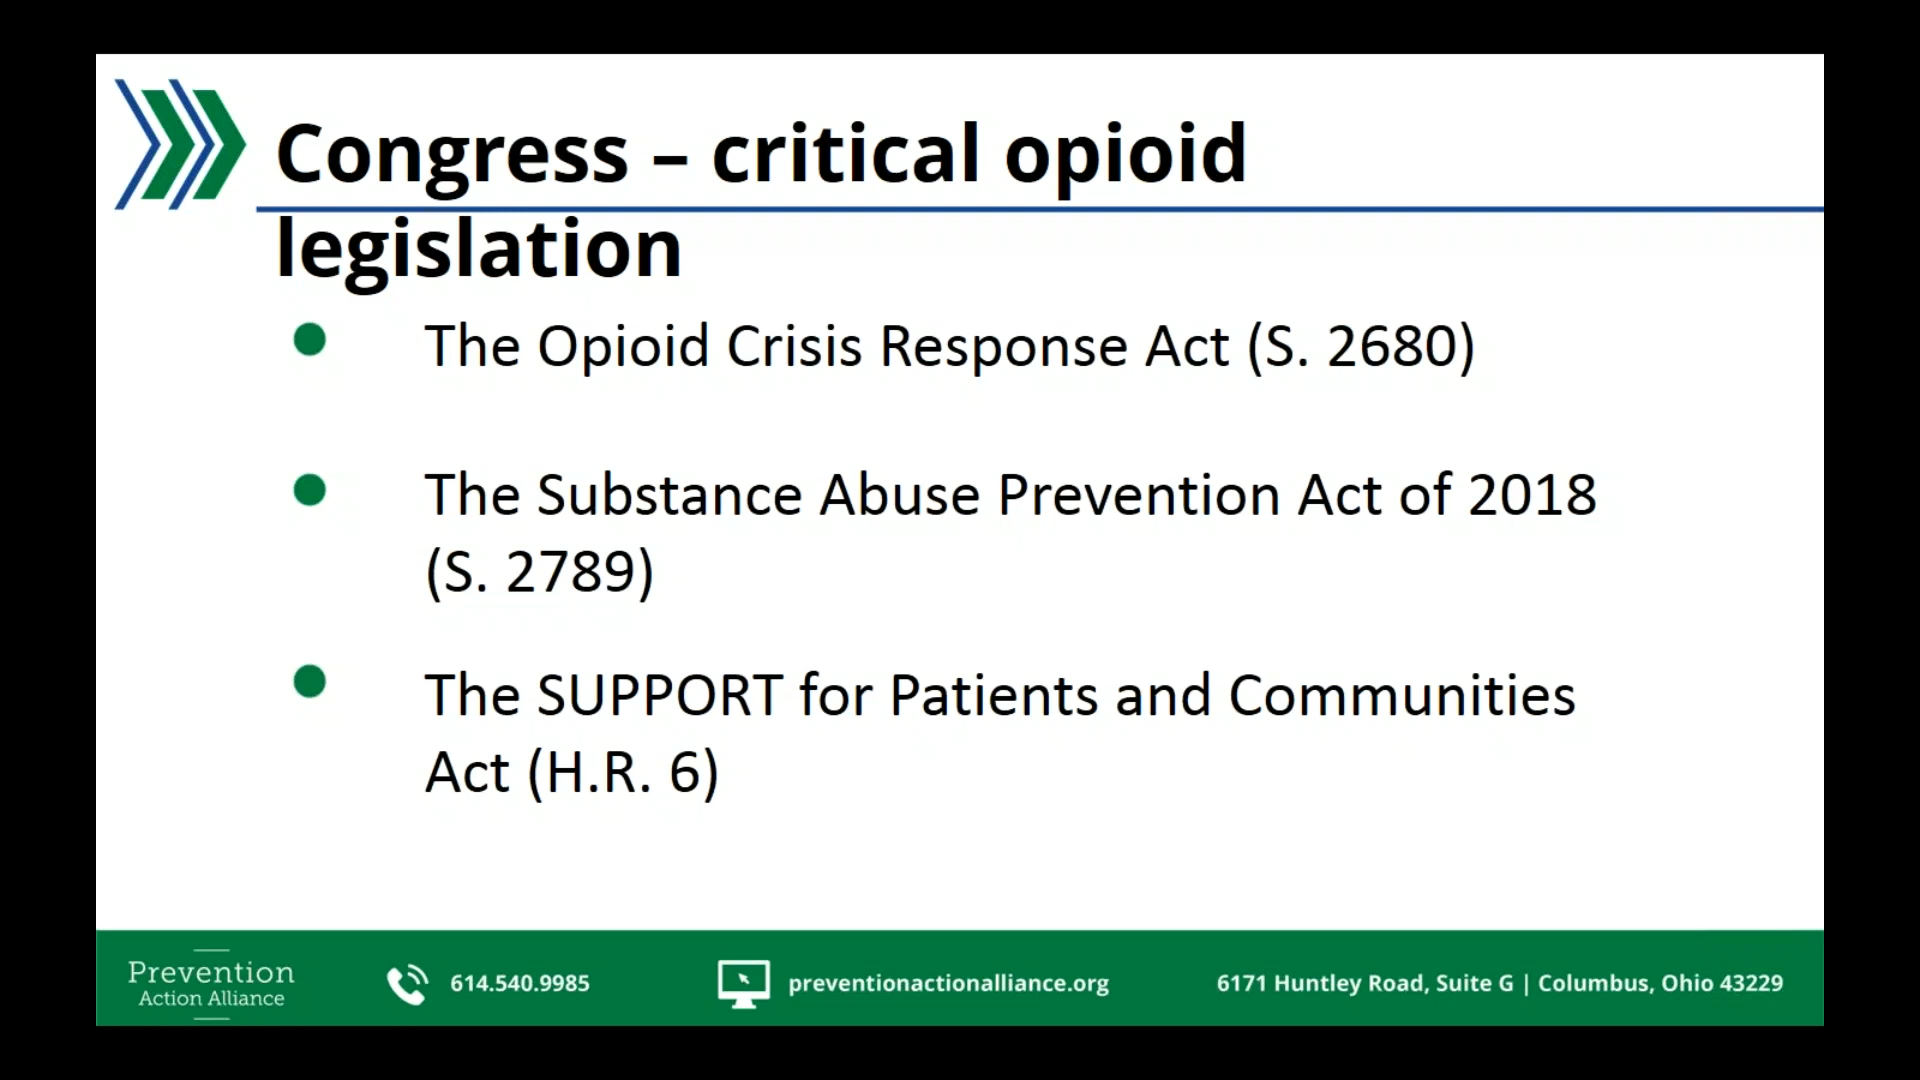 Congress – critical opioid
legislation
The Opioid Crisis Response Act (S. 2680)
The Substance Abuse Prevention Act of 2018
(S. 2789)
The SUPPORT for Patients and Communities
Act (H.R. 6)
Prevention
Action Alliance
614.540.9985
preventionactionalliance.org
6171 Huntley Road, Suite G | Columbus, Ohio 43229